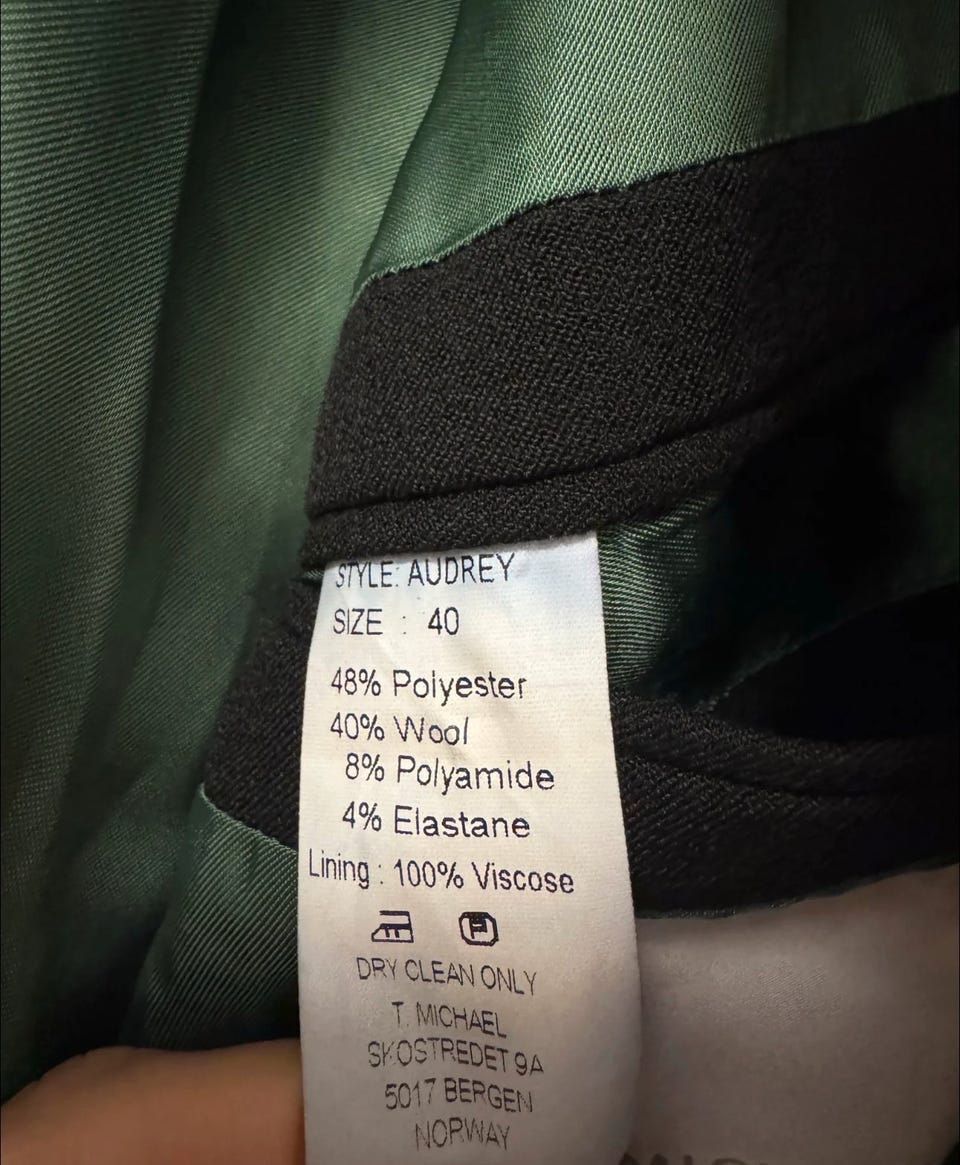 STYLE: AUDREY
SIZE : 40
48% Polyester
40% Wool
8% Polyamide
4% Elastane
Lining : 100% Viscose
P
DRY CLEAN ONLY
T. MICHAEL
SKOSTREDET 9A
5017 BERGEN
NORWAY